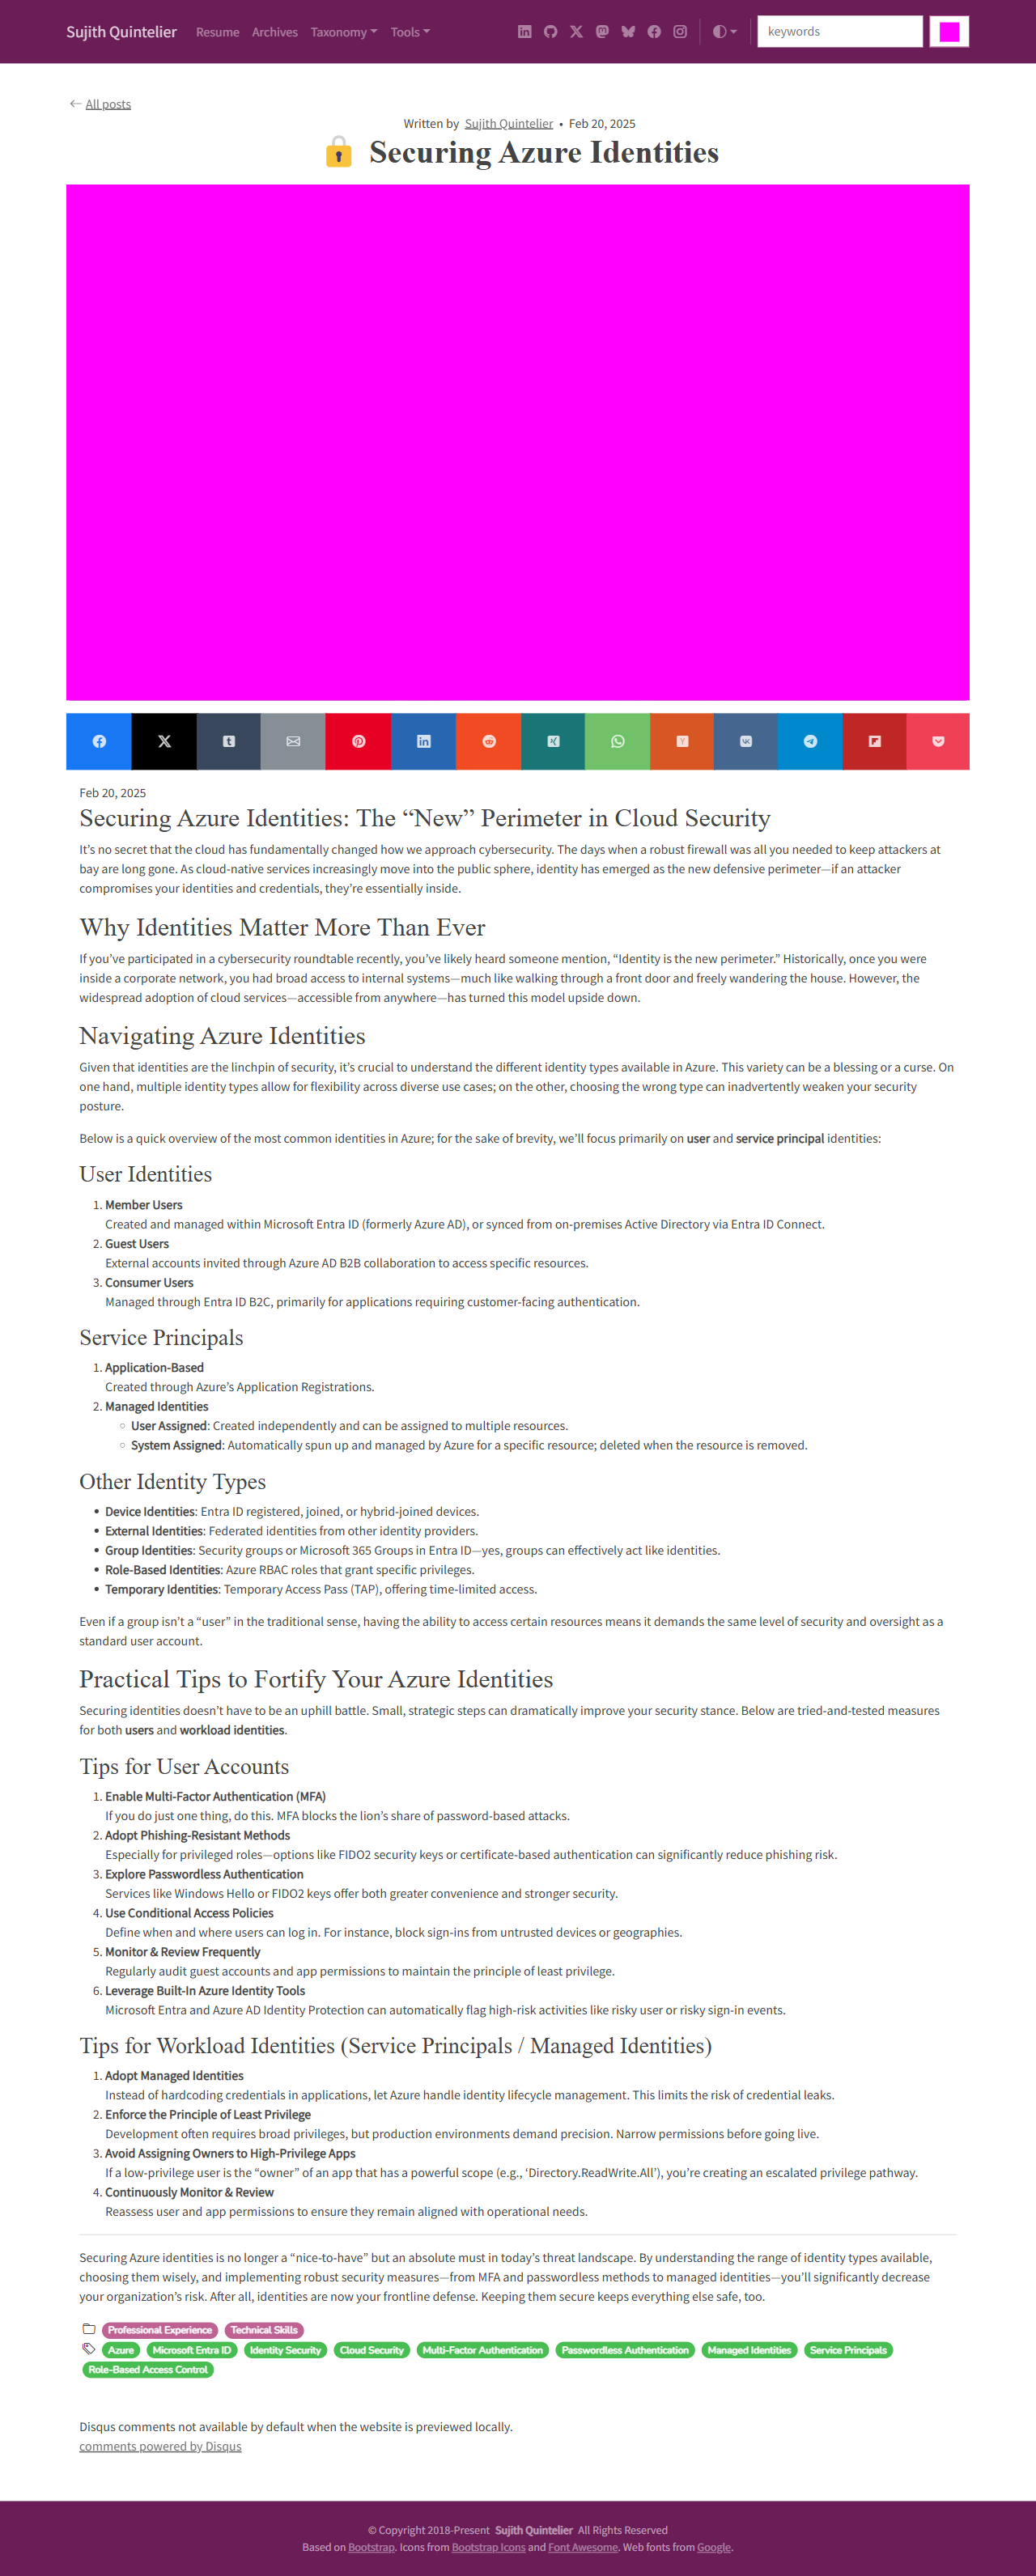 Sujith Quintelier Resume Archives Taxonomy Tools keywords
All posts
Written by Sujith Quintelier • Feb 20, 2025
🔒 Securing Azure Identities
Feb 20, 2025
Securing Azure Identities: The “New” Perimeter in Cloud Security
It’s no secret that the cloud has fundamentally changed how we approach cybersecurity. The days when a robust firewall was all you needed to keep attackers at
bay are long gone. As cloud-native services increasingly move into the public sphere, identity has emerged as the new defensive perimeter—if an attacker
compromises your identities and credentials, they’re essentially inside.
Why Identities Matter More Than Ever
If you’ve participated in a cybersecurity roundtable recently, you’ve likely heard someone mention, “Identity is the new perimeter.” Historically, once you were
inside a corporate network, you had broad access to internal systems—much like walking through a front door and freely wandering the house. However, the
widespread adoption of cloud services—accessible from anywhere—has turned this model upside down.
Navigating Azure Identities
Given that identities are the linchpin of security, it’s crucial to understand the different identity types available in Azure. This variety can be a blessing or a curse. On
one hand, multiple identity types allow for flexibility across diverse use cases; on the other, choosing the wrong type can inadvertently weaken your security
posture.
Below is a quick overview of the most common identities in Azure; for the sake of brevity, we’ll focus primarily on user and service principal identities:
User Identities
1. Member Users
Created and managed within Microsoft Entra ID (formerly Azure AD), or synced from on-premises Active Directory via Entra ID Connect.
2. Guest Users
External accounts invited through Azure AD B2B collaboration to access specific resources.
3. Consumer Users
Managed through Entra ID B2C, primarily for applications requiring customer-facing authentication.
Service Principals
1. Application-Based
Created through Azure’s Application Registrations.
2. Managed Identities
○ User Assigned: Created independently and can be assigned to multiple resources.
○ System Assigned: Automatically spun up and managed by Azure for a specific resource; deleted when the resource is removed.
Other Identity Types
• Device Identities: Entra ID registered, joined, or hybrid-joined devices.
• External Identities: Federated identities from other identity providers.
• Group Identities: Security groups or Microsoft 365 Groups in Entra ID—yes, groups can effectively act like identities.
• Role-Based Identities: Azure RBAC roles that grant specific privileges.
• Temporary Identities: Temporary Access Pass (TAP), offering time-limited access.
Even if a group isn’t a “user” in the traditional sense, having the ability to access certain resources means it demands the same level of security and oversight as a
standard user account.
Practical Tips to Fortify Your Azure Identities
Securing identities doesn’t have to be an uphill battle. Small, strategic steps can dramatically improve your security stance. Below are tried-and-tested measures
for both users and workload identities.
Tips for User Accounts
1. Enable Multi-Factor Authentication (MFA)
If you do just one thing, do this. MFA blocks the lion’s share of password-based attacks.
2. Adopt Phishing-Resistant Methods
Especially for privileged roles—options like FIDO2 security keys or certificate-based authentication can significantly reduce phishing risk.
3. Explore Passwordless Authentication
Services like Windows Hello or FIDO2 keys offer both greater convenience and stronger security.
4. Use Conditional Access Policies
Define when and where users can log in. For instance, block sign-ins from untrusted devices or geographies.
5. Monitor & Review Frequently
Regularly audit guest accounts and app permissions to maintain the principle of least privilege.
6. Leverage Built-In Azure Identity Tools
Microsoft Entra and Azure AD Identity Protection can automatically flag high-risk activities like risky user or risky sign-in events.
Tips for Workload Identities (Service Principals / Managed Identities)
1. Adopt Managed Identities
Instead of hardcoding credentials in applications, let Azure handle identity lifecycle management. This limits the risk of credential leaks.
2. Enforce the Principle of Least Privilege
Development often requires broad privileges, but production environments demand precision. Narrow permissions before going live.
3. Avoid Assigning Owners to High-Privilege Apps
If a low-privilege user is the “owner” of an app that has a powerful scope (e.g., ‘Directory.ReadWrite.All’), you’re creating an escalated privilege pathway.
4. Continuously Monitor & Review
Reassess user and app permissions to ensure they remain aligned with operational needs.
Securing Azure identities is no longer a “nice-to-have” but an absolute must in today’s threat landscape. By understanding the range of identity types available,
choosing them wisely, and implementing robust security measures—from MFA and passwordless methods to managed identities—you’ll significantly decrease
your organization’s risk. After all, identities are now your frontline defense. Keeping them secure keeps everything else safe, too.
Professional Experience Technical Skills
Azure Microsoft Entra ID Identity Security Cloud Security Multi-Factor Authentication Passwordless Authentication Managed Identities Service Principals
Role-Based Access Control
Disqus comments not available by default when the website is previewed locally.
comments powered by Disqus
© Copyright 2018-Present Sujith Quintelier All Rights Reserved
Based on Bootstrap. Icons from Bootstrap Icons and Font Awesome. Web fonts from Google.